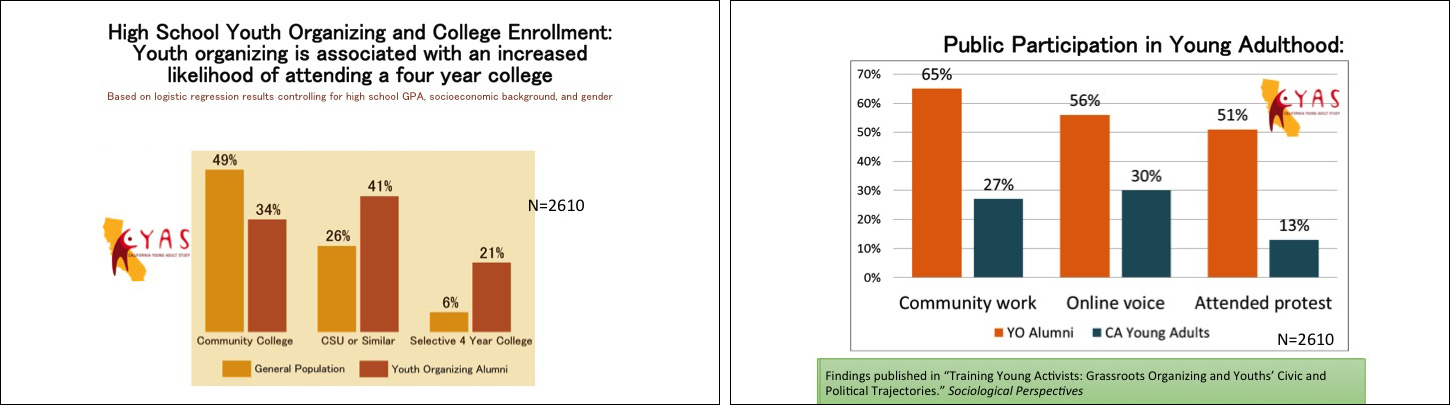 High School Youth Organizing and College Enrollment:
Youth organizing is associated with an increased
likelihood of attending a four year college
Based on logistic regression results controlling for high school GPA, socioeconomic background, and gender
49%
34%
26%
41%
6%
21%
N=2610
CYAS
CALIFORNIA YOUNG ADULT STUDY
Community College
CSU or Similar
Selective 4 Year College
General Population
Youth Organizing Alumni
Public Participation in Young Adulthood:
70%
60%
50%
40%
30%
20%
10%
0%
65%
27%
56%
30%
51%
13%
CYAS
CALIFORNIA YOUNG ADULT STUDY
Community work
Online voice
Attended protest
YO Alumni
CA Young Adults
N=2610
Findings published in “Training Young Activists: Grassroots Organizing and Youths’ Civic and
Political Trajectories.” Sociological Perspectives